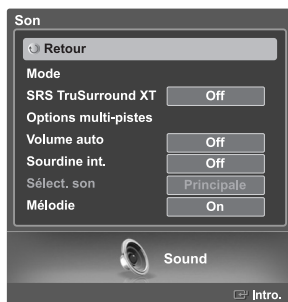 Son
Retour
Mode
SRS TruSurround XT Off
Options multi-pistes
Volume auto Off
Sourdine int. Off
Sélect. son Principale
Mélodie On
Sound
Intro.